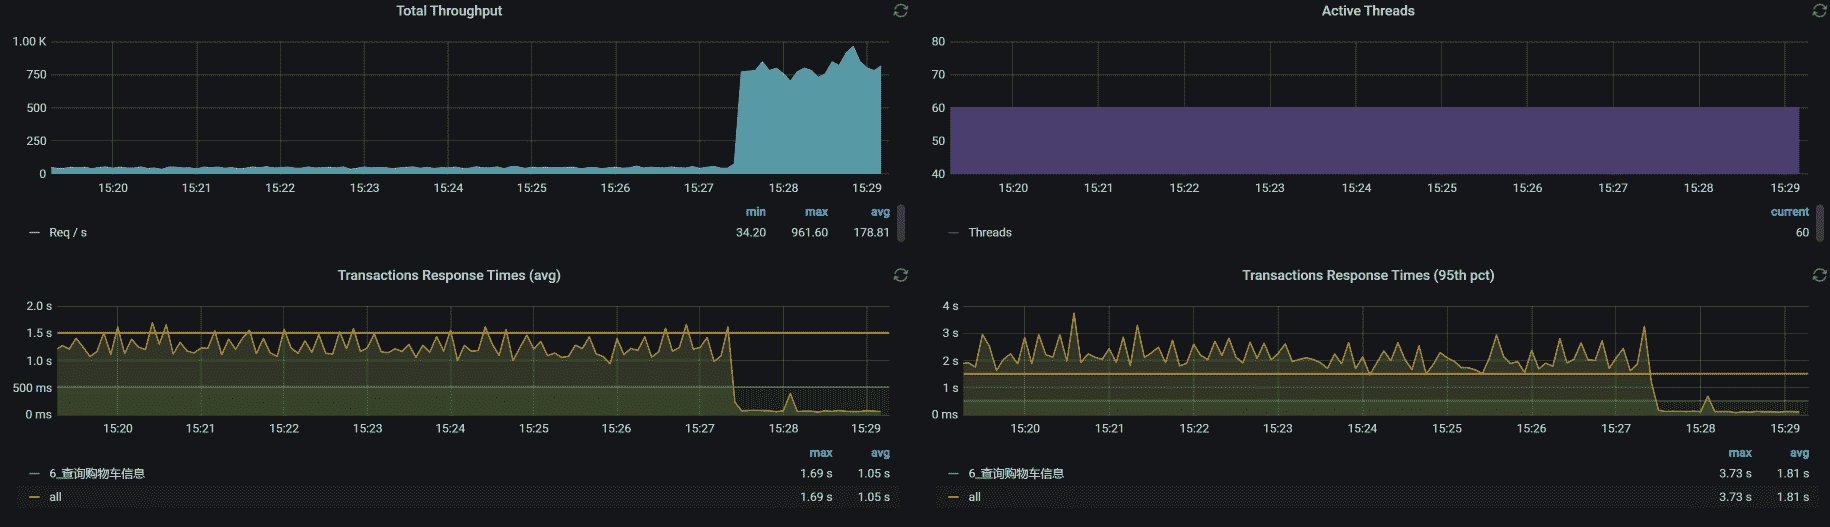 Total Throughput
1.00 K
750
500
250
0
15:20 15:21 15:22 15:23 15:24 15:25 15:26 15:27 15:28 15:29
min max avg
Req / s 34.20 961.60 178.81
Active Threads
80
70
60
50
40
15:20 15:21 15:22 15:23 15:24 15:25 15:26 15:27 15:28 15:29
current
Threads 60
Transactions Response Times (avg)
2.0 s
1.5 s
1.0 s
500 ms
0 ms
15:20 15:21 15:22 15:23 15:24 15:25 15:26 15:27 15:28 15:29
max avg
6_查询购物车信息 1.69 s 1.05 s
all 1.69 s 1.05 s
Transactions Response Times (95th pct)
4 s
3 s
2 s
1 s
0 ms
15:20 15:21 15:22 15:23 15:24 15:25 15:26 15:27 15:28 15:29
max avg
6_查询购物车信息 3.73 s 1.81 s
all 3.73 s 1.81 s